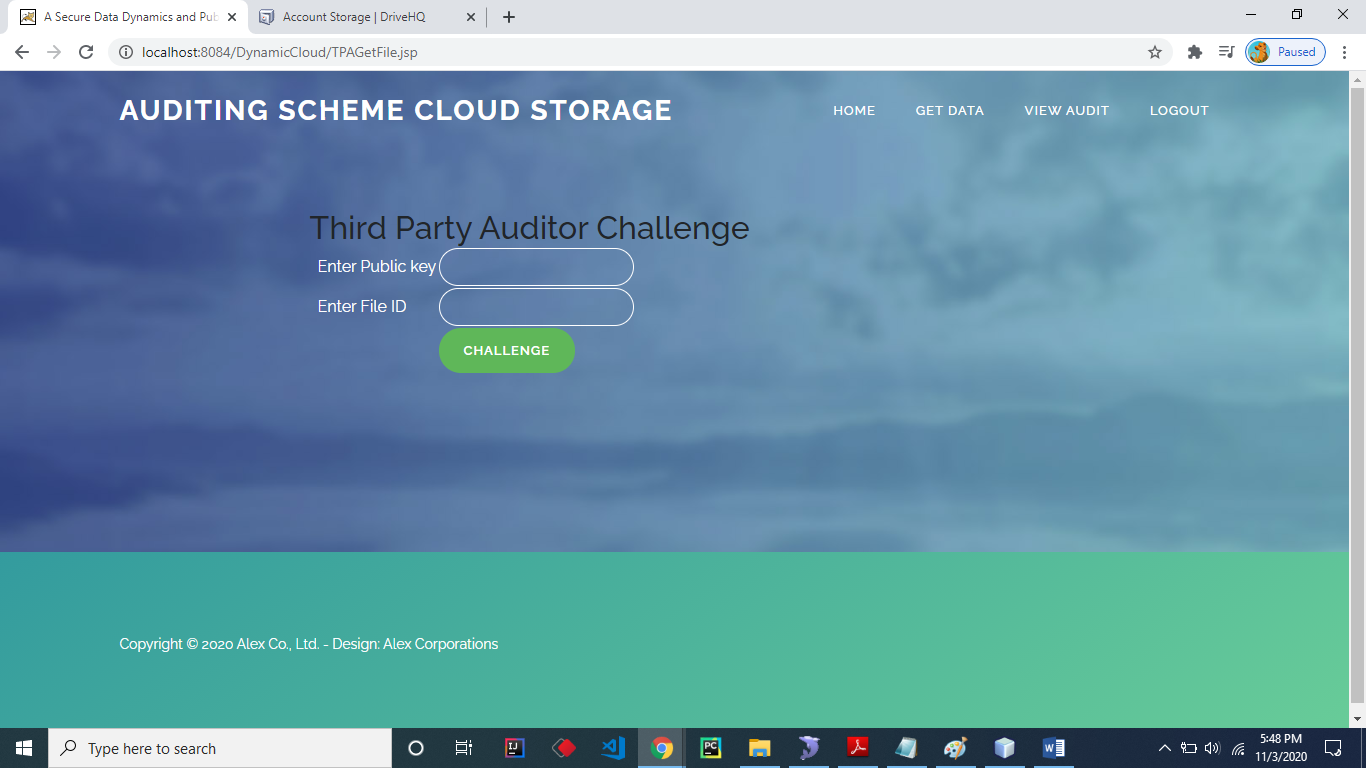 A Secure Data Dynamics and Pub
Account Storage | DriveHQ
localhost:8084/DynamicCloud/TPAGetFile.jsp
Paused
AUDITING SCHEME CLOUD STORAGE
HOME
GET DATA
VIEW AUDIT
LOGOUT
Third Party Auditor Challenge
Enter Public key
Enter File ID
CHALLENGE
Copyright © 2020 Alex Co., Ltd. - Design: Alex Corporations
Type here to search
IJ
PC
W
5:48 PM
11/3/2020